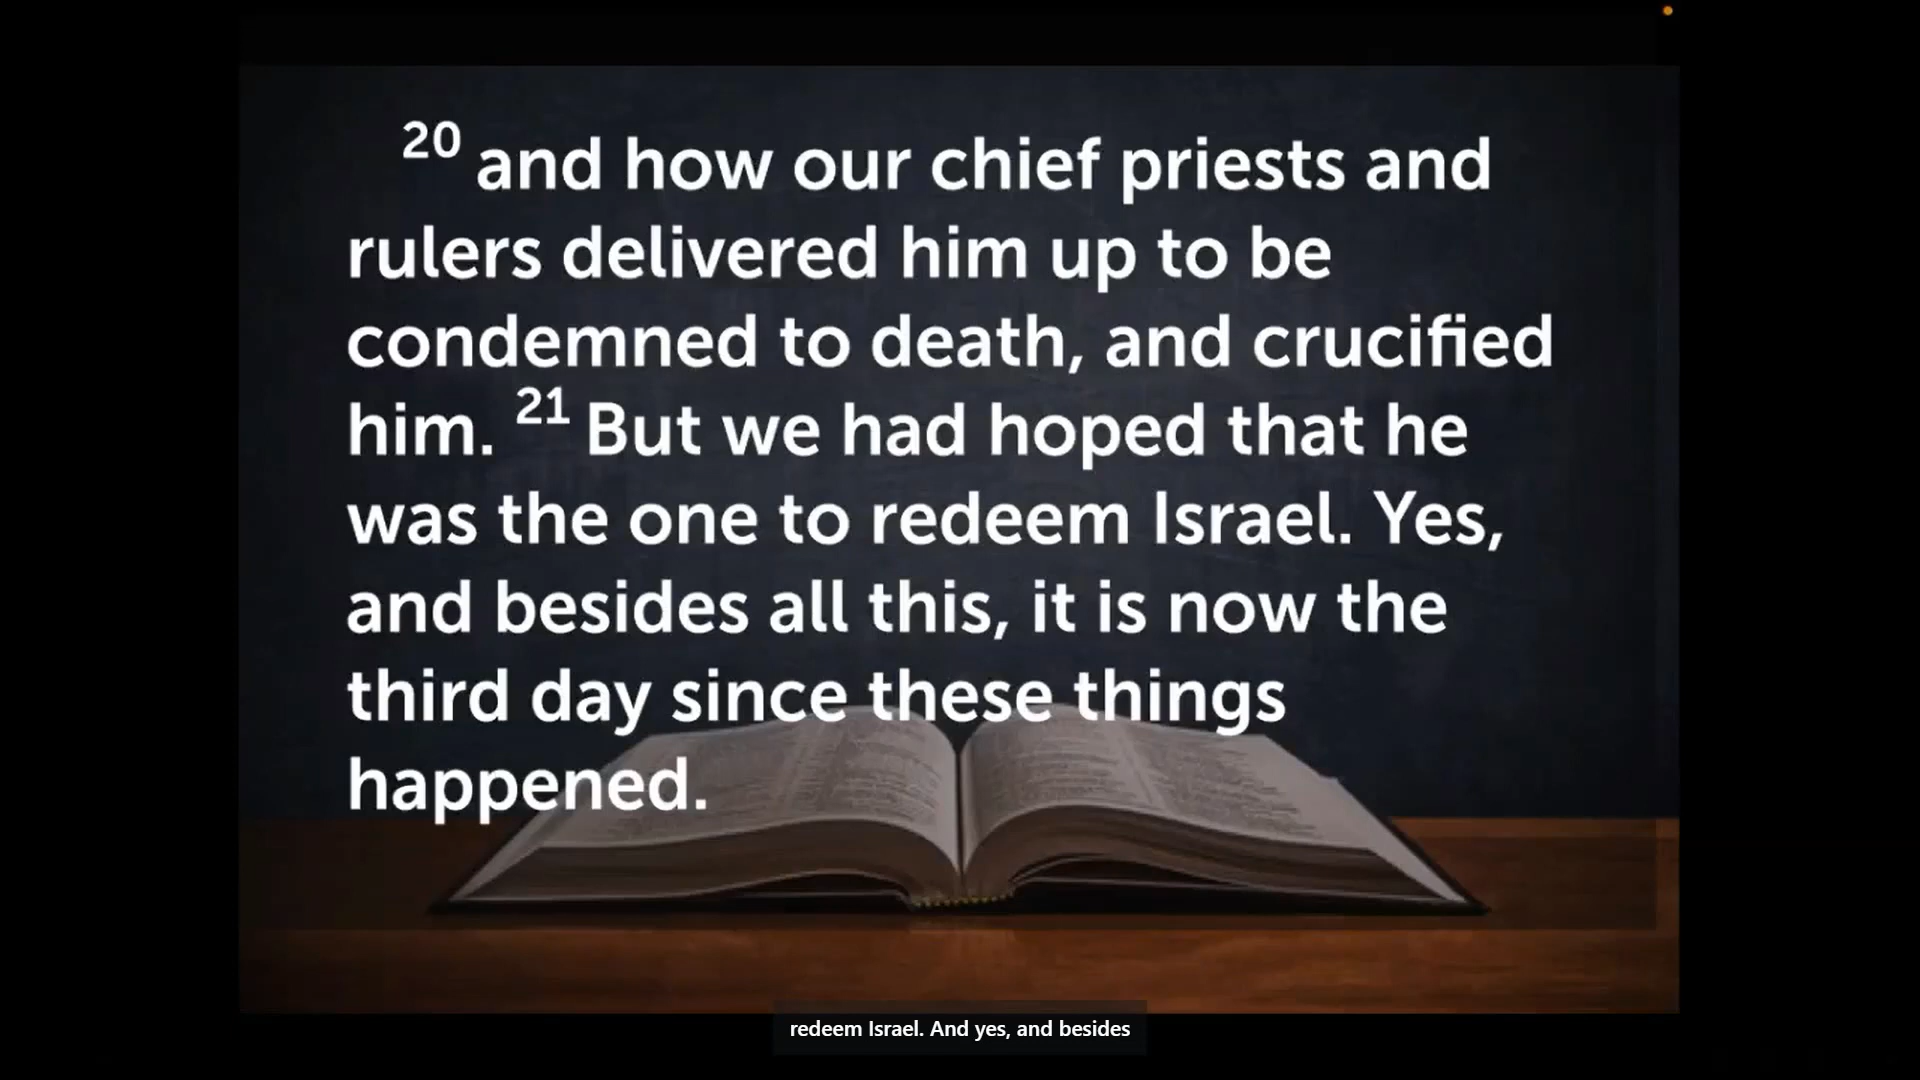 20 and how our chief priests and
rulers delivered him up to be
condemned to death, and crucified
him. 21 But we had hoped that he
was the one to redeem Israel. Yes,
and besides all this, it is now the
third day since these things
happened.
redeem Israel. And yes, and besides